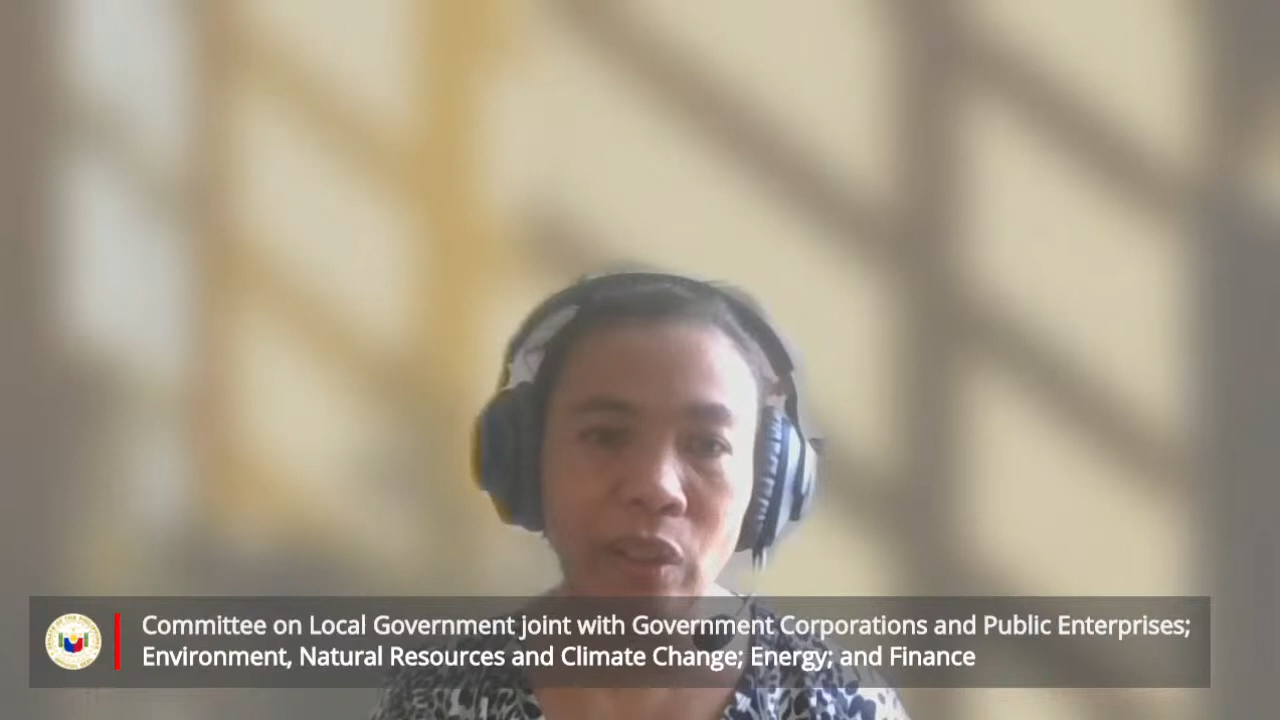 Committee on Local Government joint with Government Corporations and Public Enterprises;
Environment, Natural Resources and Climate Change; Energy; and Finance